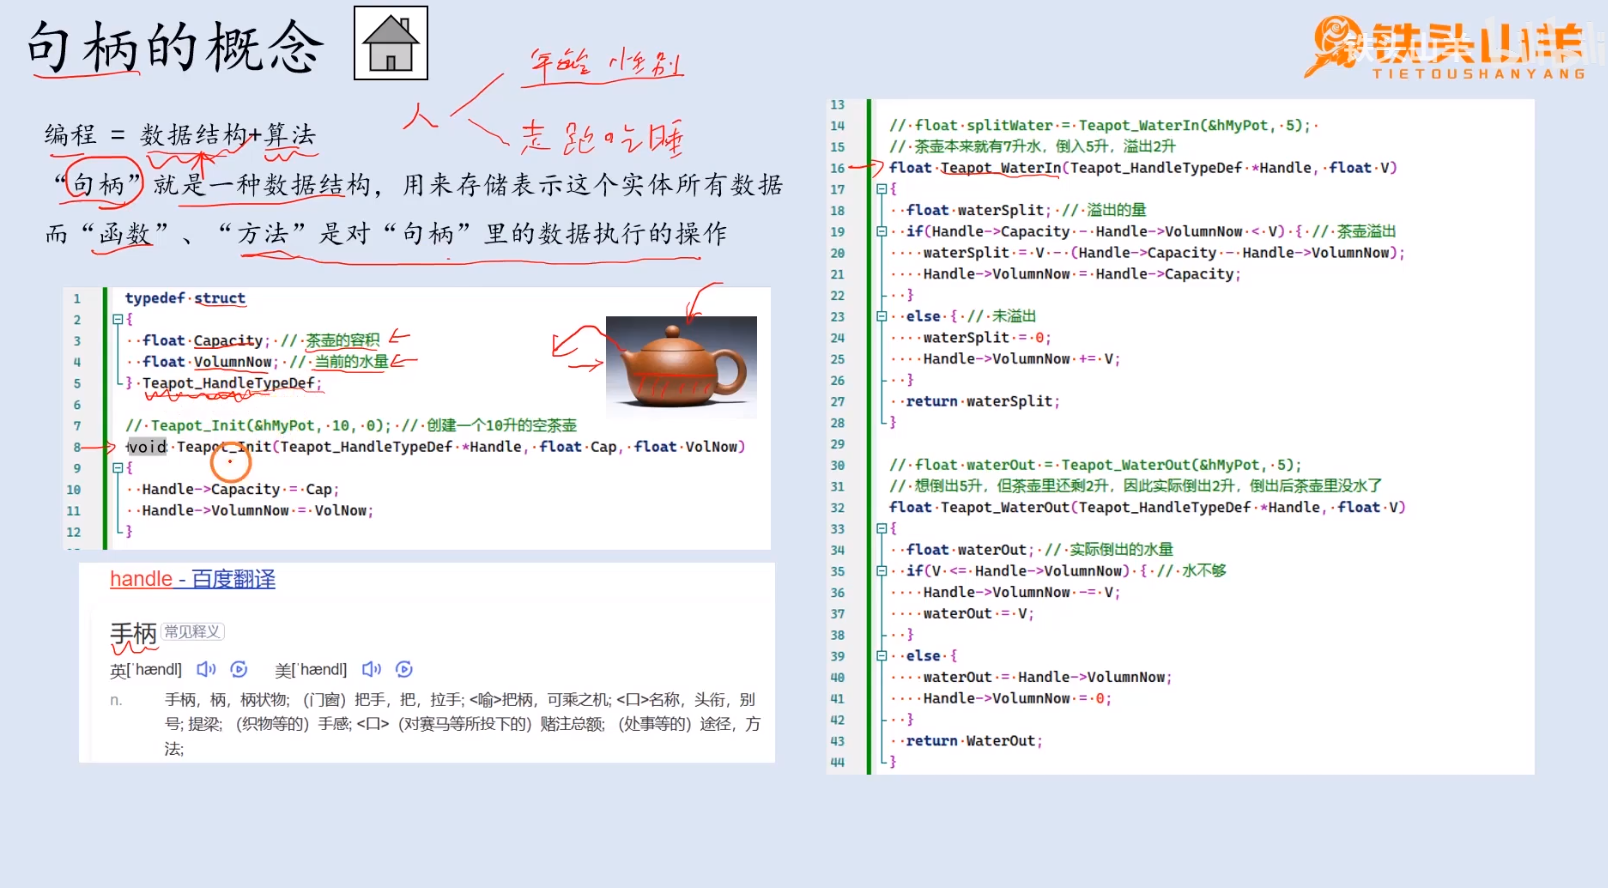 句柄的概念
铁头山羊
TIETOUSHANYANG
年龄 性别
人
走跑吃睡
编程 = 数据结构+算法
“句柄”就是一种数据结构，用来存储表示这个实体所有数据
而“函数”、“方法”是对“句柄”里的数据执行的操作
1 typedef struct
2 {
3 float Capacity; // 茶壶的容积
4 float VolumnNow; // 当前的水量
5 } Teapot_HandleTypeDef;
6
7 // Teapot_Init(&hMyPot, 10, 0); // 创建一个10升的空茶壶
8 void Teapot_Init(Teapot_HandleTypeDef *Handle, float Cap, float VolNow)
9 {
10 Handle->Capacity = Cap;
11 Handle->VolumnNow = VolNow;
12 }
handle - 百度翻译
手柄 常见释义
英[ˈhændl] 美[ˈhændl]
n. 手柄，柄，柄状物; （门窗）把手，把，拉手; <喻>把柄，可乘之机; <口>名称，头衔，别
号; 提梁; （织物等的）手感; <口> （对赛马等所投下的）赌注总额; （处事等的）途径，方
法;
13
14 // float splitWater = Teapot_WaterIn(&hMyPot, 5);
15 // 茶壶本来就有7升水，倒入5升，溢出2升
16 float Teapot_WaterIn(Teapot_HandleTypeDef *Handle, float V)
17 {
18 float waterSplit; // 溢出的量
19 if(Handle->Capacity - Handle->VolumnNow < V) { // 茶壶溢出
20 waterSplit = V - (Handle->Capacity - Handle->VolumnNow);
21 Handle->VolumnNow = Handle->Capacity;
22 }
23 else { // 未溢出
24 waterSplit = 0;
25 Handle->VolumnNow += V;
26 }
27 return waterSplit;
28 }
29
30 // float waterOut = Teapot_WaterOut(&hMyPot, 5);
31 // 想倒出5升，但茶壶里还剩2升，因此实际倒出2升，倒出后茶壶里没水了
32 float Teapot_WaterOut(Teapot_HandleTypeDef *Handle, float V)
33 {
34 float waterOut; // 实际倒出的水量
35 if(V <= Handle->VolumnNow) { // 水不够
36 Handle->VolumnNow -= V;
37 waterOut = V;
38 }
39 else {
40 waterOut = Handle->VolumnNow;
41 Handle->VolumnNow = 0;
42 }
43 return WaterOut;
44 }